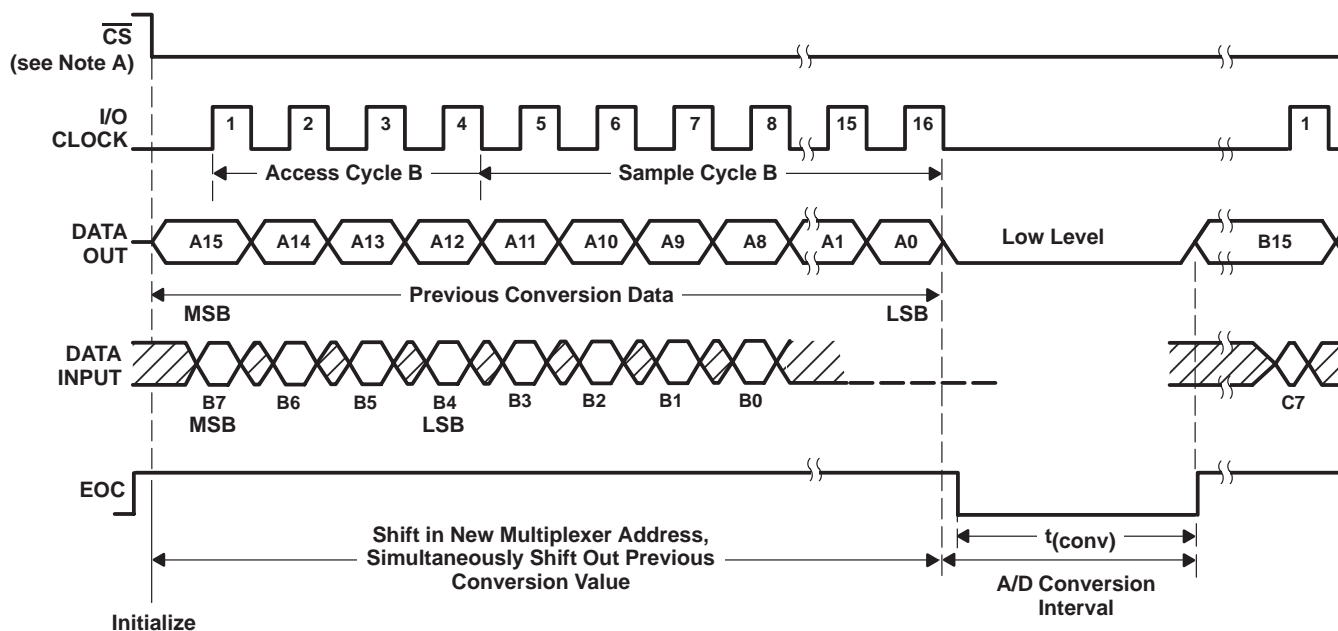 CS
(see Note A)
I/O
CLOCK
1 2 3 4 5 6 7 8 15 16 1
Access Cycle B Sample Cycle B
DATA
OUT
A15 A14 A13 A12 A11 A10 A9 A8 A1 A0 Low Level B15
Previous Conversion Data
MSB LSB
DATA
INPUT
B7 B6 B5 B4 B3 B2 B1 B0 C7
MSB LSB
EOC
Shift in New Multiplexer Address,
Simultaneously Shift Out Previous
Conversion Value
t(conv)
A/D Conversion
Interval
Initialize